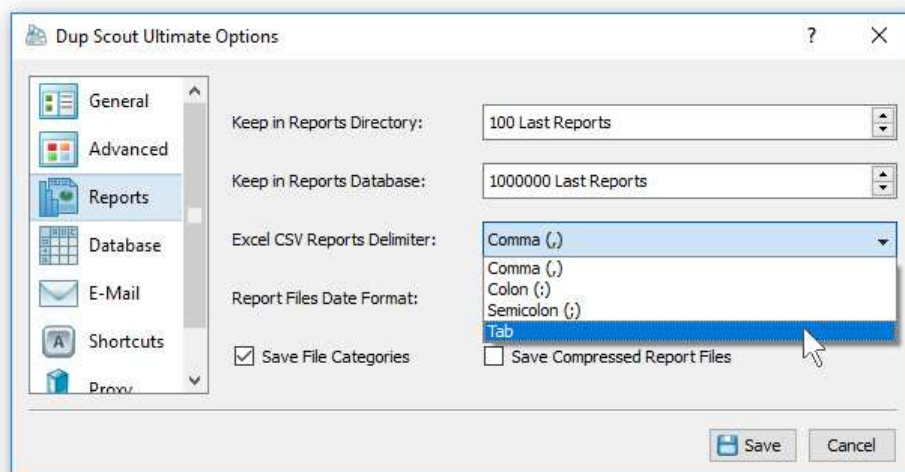 Dup Scout Ultimate Options
?
General
Advanced
Reports
Database
E-Mail
Shortcuts
Proxy
Keep in Reports Directory:
100 Last Reports
Keep in Reports Database:
1000000 Last Reports
Excel CSV Reports Delimiter:
Comma (,)
Comma (,)
Colon (:)
Semicolon (;)
Tab
Report Files Date Format:
Save File Categories
Save Compressed Report Files
Save
Cancel